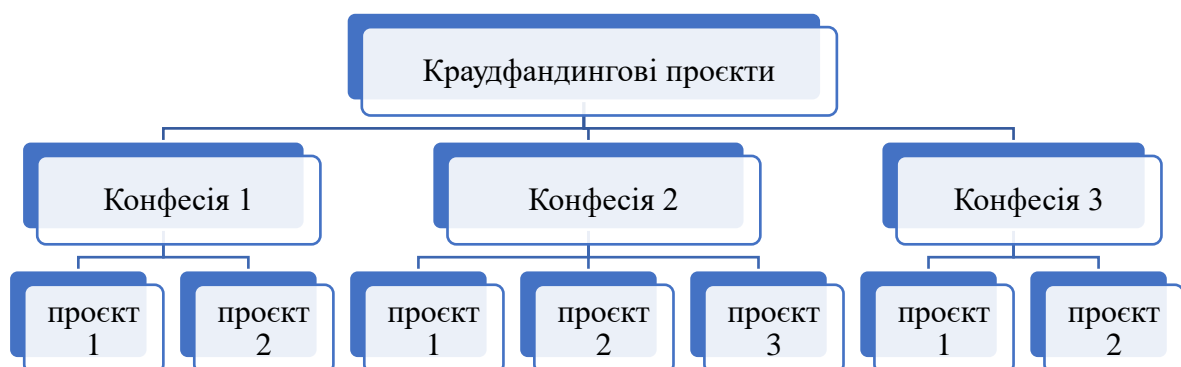 Краудфандингові проєкти
Конфесія 1
Конфесія 2
Конфесія 3
проєкт
1
проєкт
2
проєкт
1
проєкт
2
проєкт
3
проєкт
1
проєкт
2